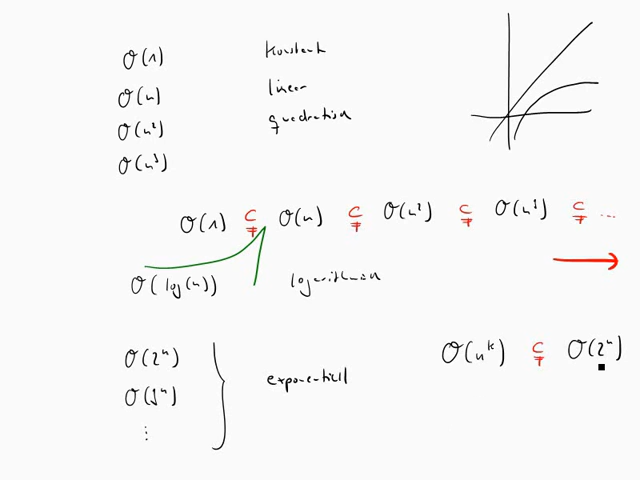 O(1) konstant
O(n) linear
O(n²) quadratisch
O(n³)
O(1) ⊊ O(n) ⊊ O(n²) ⊊ O(n³) ⊊ ...
O(log(n)) logarithmisch
O(2ⁿ)
O(3ⁿ)
⋮
exponentiell
O(nᵏ) ⊊ O(2ⁿ)